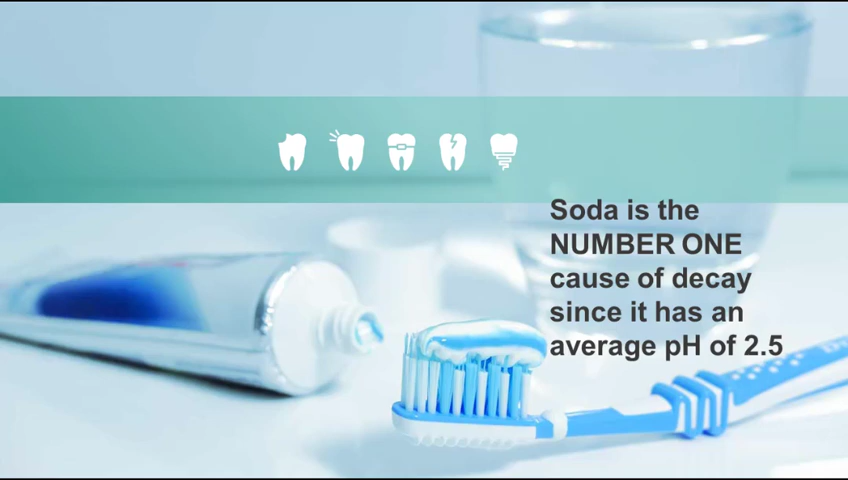 Soda is the
NUMBER ONE
cause of decay
since it has an
average pH of 2.5